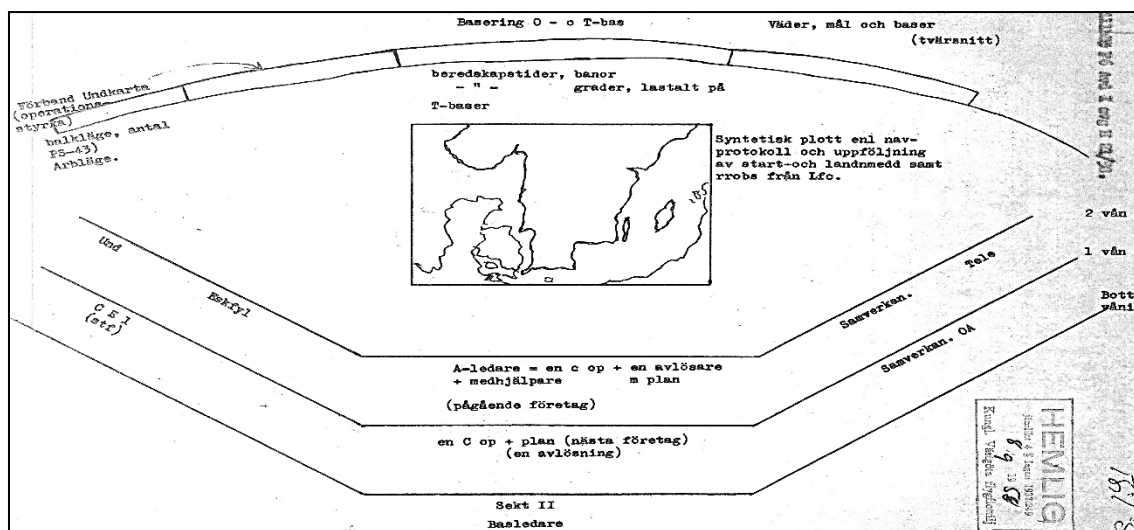 Basering O - o T-bas
Väder, mål och baser
(tvärsnitt)
beredskapstider, banor
- " -  grader, lastalt på
T-baser
Förband Undkarta
(operations-
styrka)
balkläge, antal
PS-43)
Arbläge.
Syntetisk plott enl nav-
protokoll och uppföljning
av start-och landnmedd samt
rrobs från Lfc.
2 vån
1 vån
Bott
våni
Und
Eskfyl
C E 1
(stf)
Tele
Samverkan.
Samverkan. OA
A-ledare = en c op + en avlösare
+ medhjälpare  m plan
(pågående företag)
en C op + plan (nästa företag)
(en avlösning)
Sekt II
Basledare
HEMLIG
Kungl.